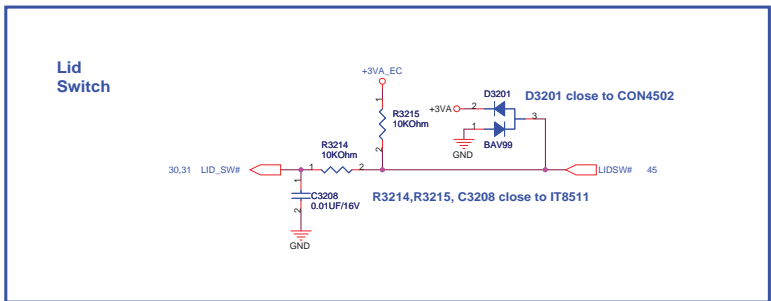 Lid
Switch
+3VA_EC
1
R3215
10KOhm
2
D3201
D3201 close to CON4502
+3VA
2
3
1
GND
BAV99
R3214
10KOhm
30,31 LID_SW#
1
2
LIDSW# 45
1
C3208
0.01UF/16V
2
R3214,R3215, C3208 close to IT8511
GND